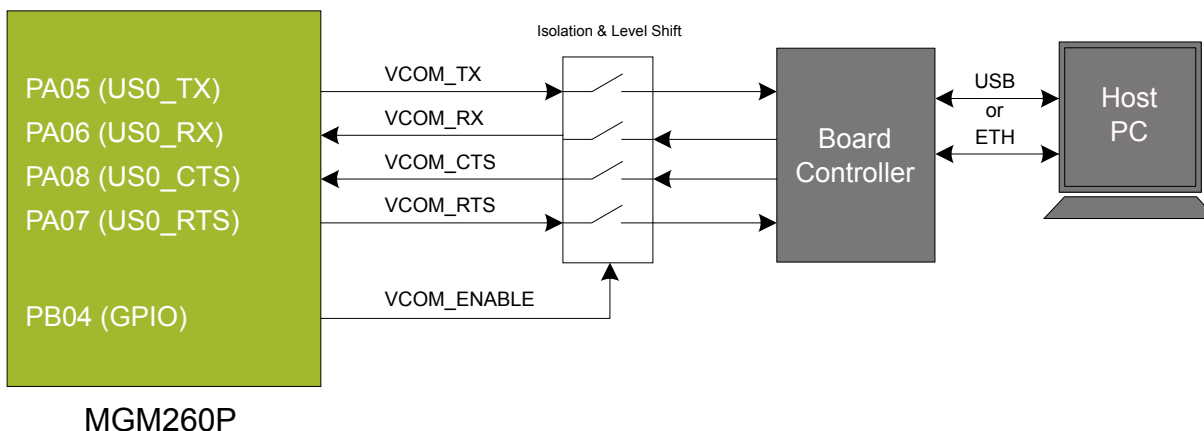 Isolation & Level Shift
PA05 (US0_TX)
VCOM_TX
PA06 (US0_RX)
VCOM_RX
PA08 (US0_CTS)
VCOM_CTS
PA07 (US0_RTS)
VCOM_RTS
PB04 (GPIO)
VCOM_ENABLE
Board
Controller
USB
or
ETH
Host
PC
MGM260P